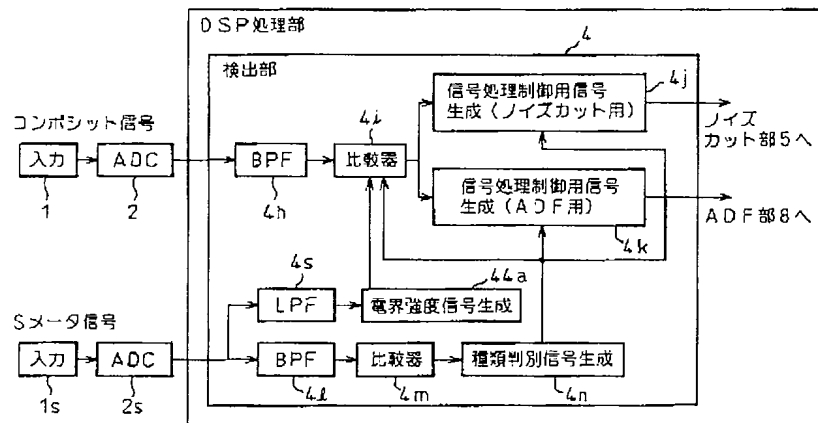 DSP処理部
4
検出部
信号処理制御用信号
生成(ノイズカット用)
4j
ノイズ
カット部5へ
コンポジット信号
入力
ADC
BPF
4i
比較器
1
2
4h
信号処理制御用信号
生成(ADF用)
ADF部8へ
4k
4s
LPF
44a
電界強度信号生成
Sメータ信号
入力
ADC
BPF
比較器
種類判別信号生成
1s
2s
4ℓ
4m
4n